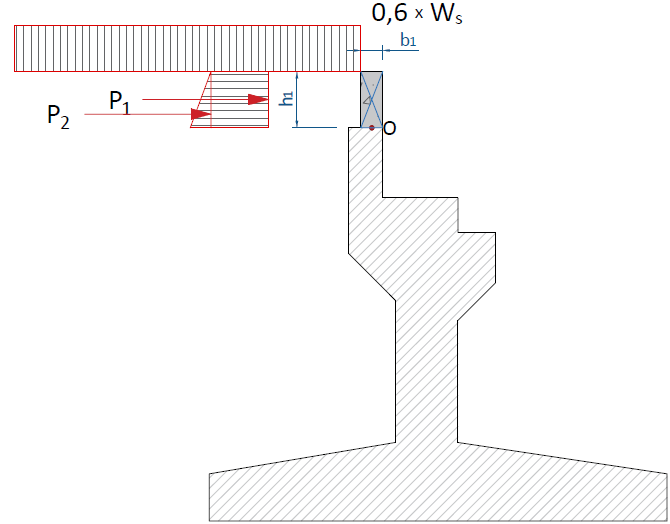 0,6 × Wₛ
b1
P₁
h1
P₂
O